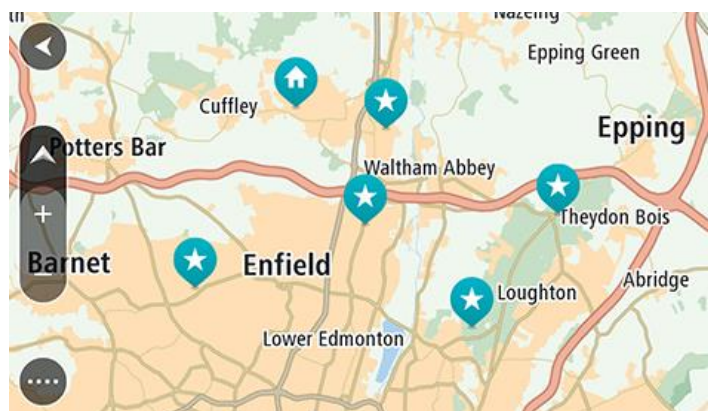 Nazeing
Epping Green
Cuffley
Epping
Potters Bar
Waltham Abbey
Theydon Bois
Barnet
Enfield
Loughton
Abridge
Lower Edmonton